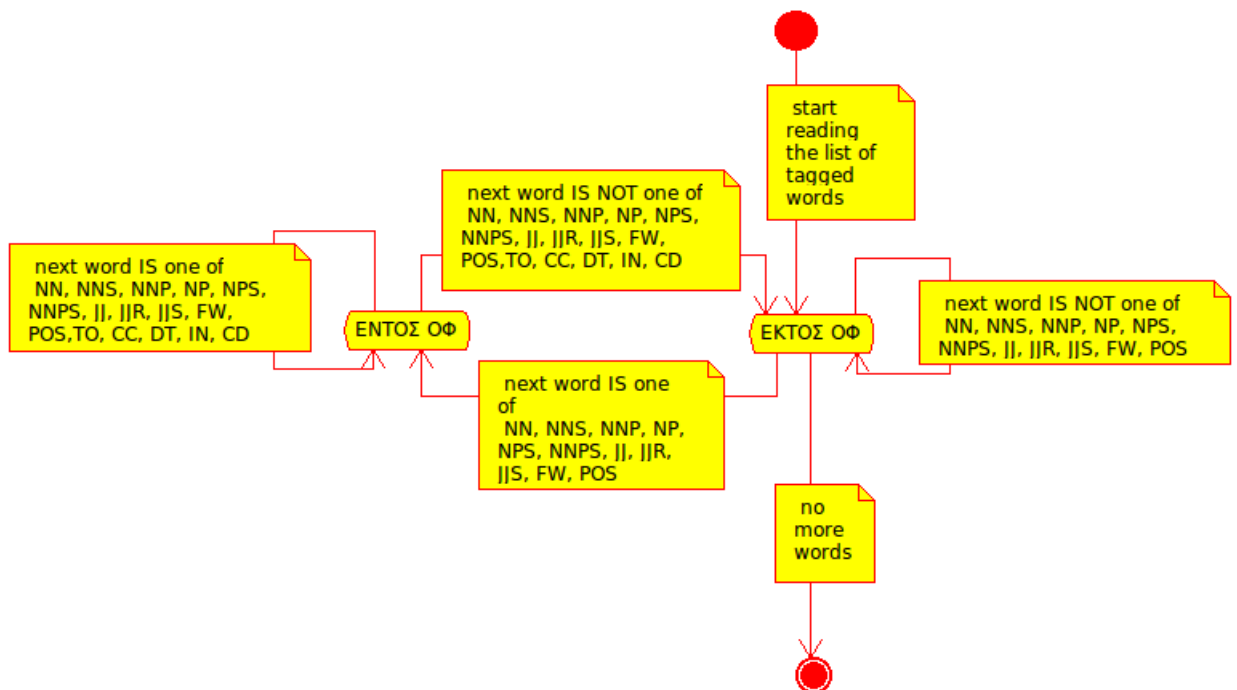 start
reading
the list of
tagged
words
next word IS NOT one of
NN, NNS, NNP, NP, NPS,
NNPS, JJ, JJR, JJS, FW,
POS,TO, CC, DT, IN, CD
next word IS one of
NN, NNS, NNP, NP, NPS,
NNPS, JJ, JJR, JJS, FW,
POS,TO, CC, DT, IN, CD
ΕΝΤΟΣ ΟΦ
ΕΚΤΟΣ ΟΦ
next word IS NOT one of
NN, NNS, NNP, NP, NPS,
NNPS, JJ, JJR, JJS, FW, POS
next word IS one
of
NN, NNS, NNP, NP,
NPS, NNPS, JJ, JJR,
JJS, FW, POS
no
more
words